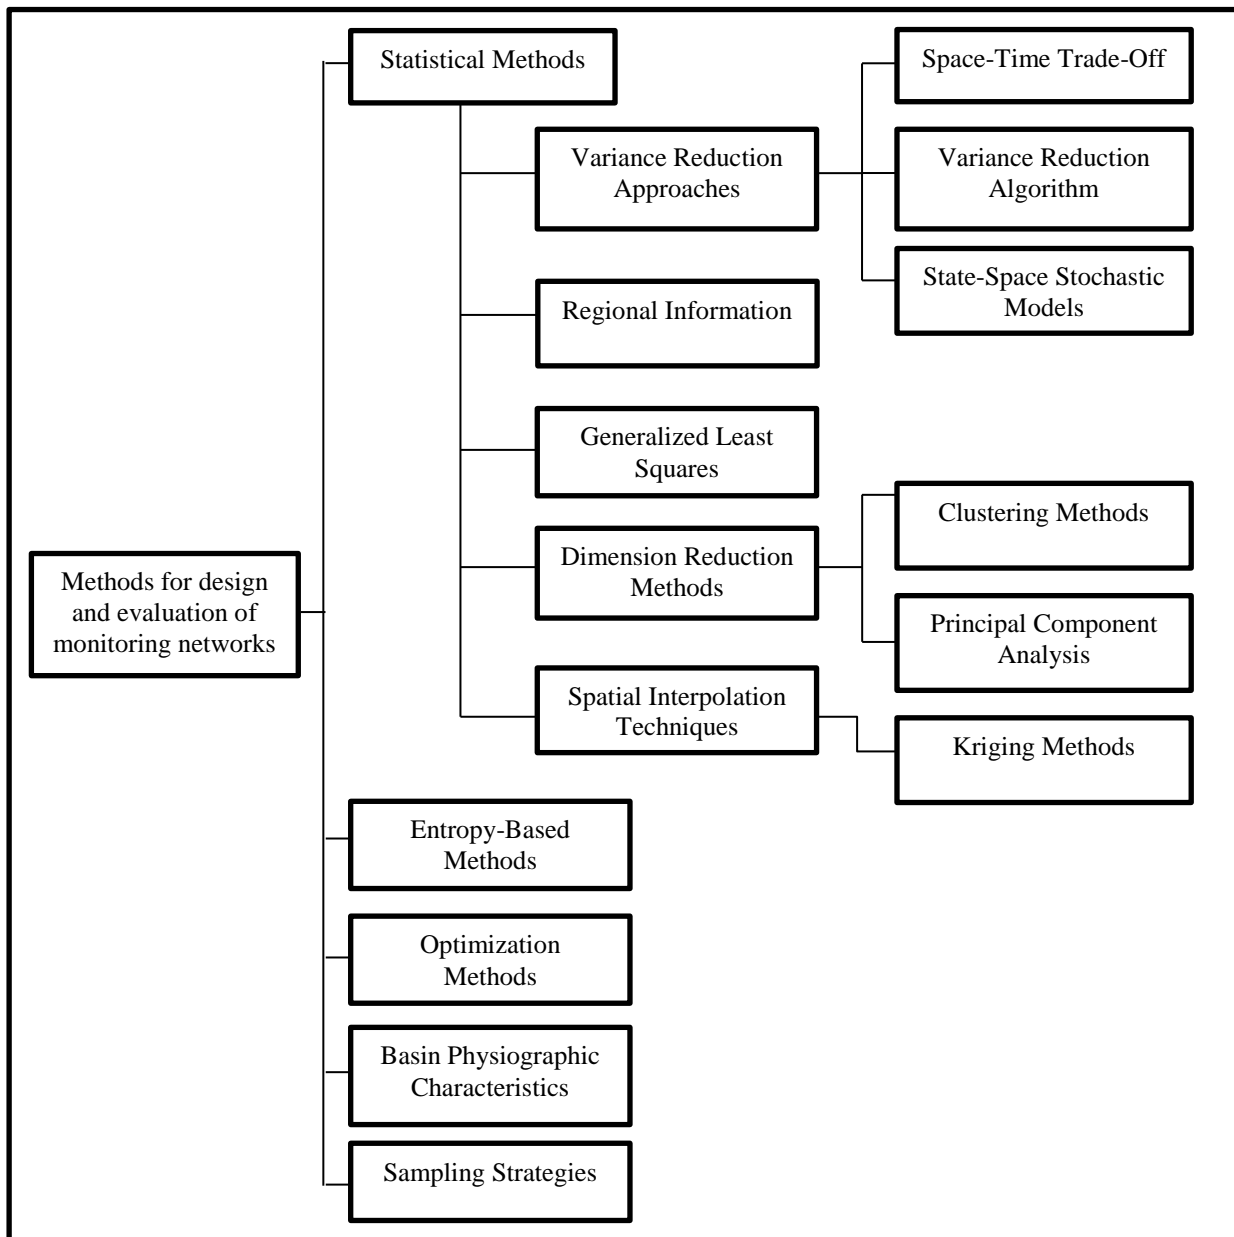 Methods for design
and evaluation of
monitoring networks
Statistical Methods
Variance Reduction
Approaches
Space-Time Trade-Off
Variance Reduction
Algorithm
State-Space Stochastic
Models
Regional Information
Generalized Least
Squares
Dimension Reduction
Methods
Clustering Methods
Principal Component
Analysis
Spatial Interpolation
Techniques
Kriging Methods
Entropy-Based
Methods
Optimization
Methods
Basin Physiographic
Characteristics
Sampling Strategies